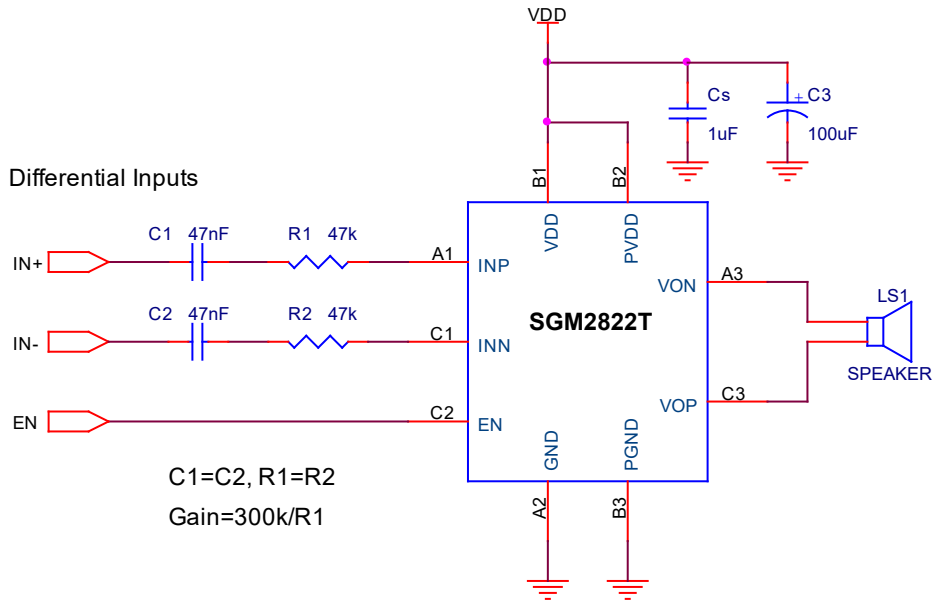 VDD
Cs
C3
+
1uF
100uF
B1
B2
Differential Inputs
VDD
PVDD
C1 47nF
R1 47k
IN+
A1
INP
A3
VON
LS1
C2 47nF
R2 47k
SGM2822T
IN-
C1
INN
SPEAKER
C3
VOP
EN
C2
EN
GND
PGND
C1=C2, R1=R2
Gain=300k/R1
A2
B3